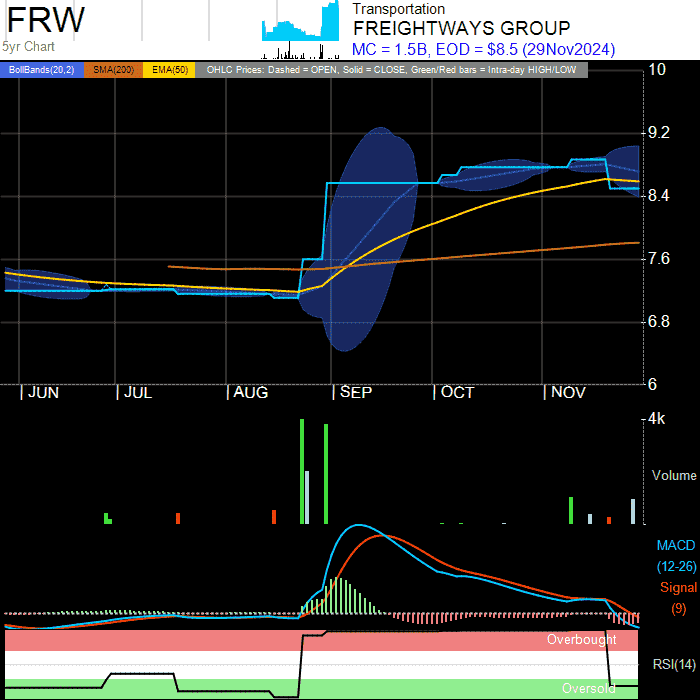 FRW
5yr Chart
Transportation
FREIGHTWAYS GROUP
MC = 1.5B, EOD = $8.5 (29Nov2024)
BollBands(20,2) SMA(200) EMA(50) OHLC Prices: Dashed = OPEN, Solid = CLOSE, Green/Red bars = Intra-day HIGH/LOW
10
9.2
8.4
7.6
6.8
6
|JUN |JUL |AUG |SEP |OCT |NOV
4k
Volume
MACD
(12-26)
Signal
(9)
Overbought
RSI(14)
Oversold